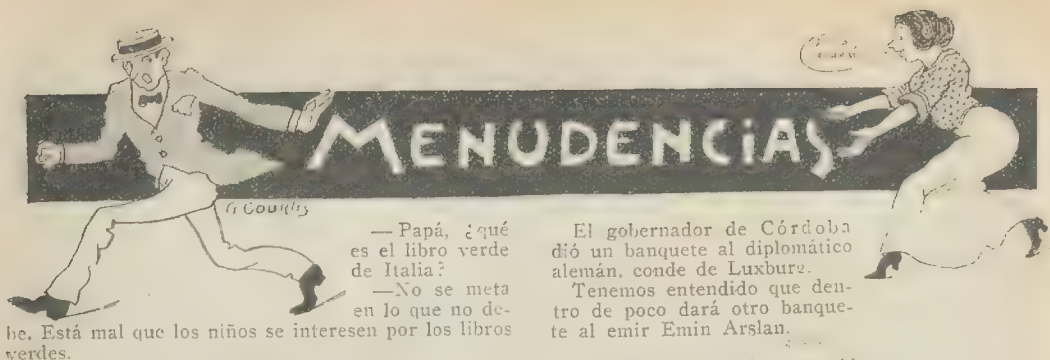 MENUDENCIAS
— Papá, ¿qué
es el libro verde
de Italia?
—No se meta
en lo que no de-
be. Está mal que los niños se interesen por los libros
verdes.
El gobernador de Córdoba
dió un banquete al diplomático
alemán, conde de Luxburg.
Tenemos entendido que den-
tro de poco dará otro banque-
te al emir Emin Arslan.